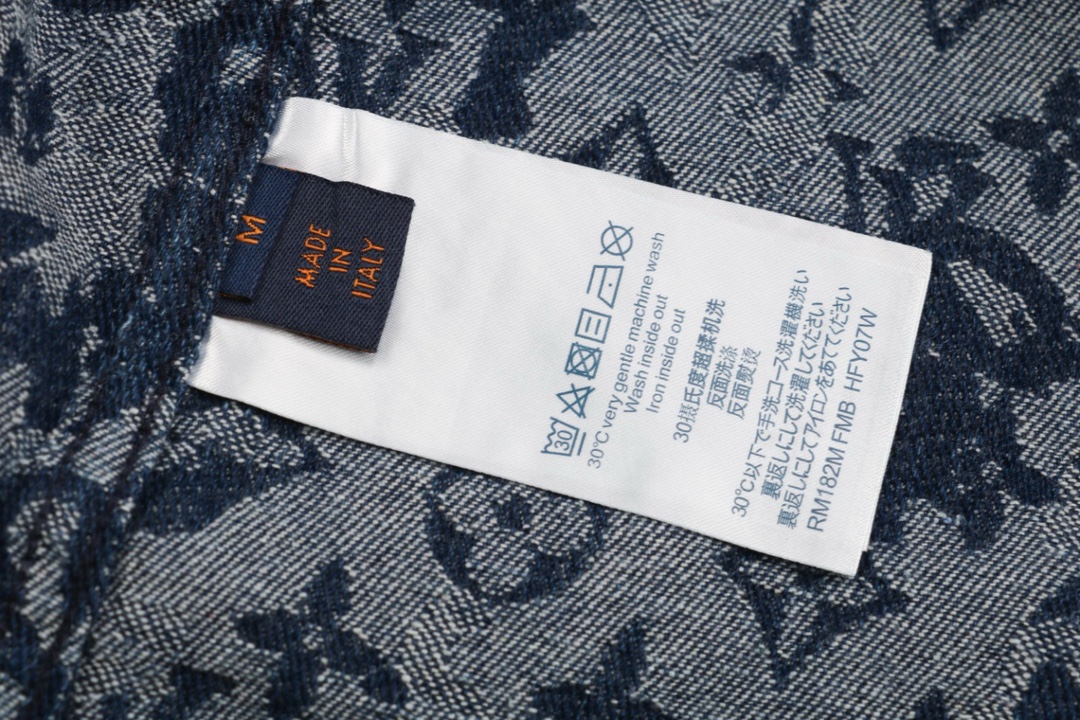 M
MADE
IN
ITALY
30
30°C very gentle machine wash
Wash inside out
Iron inside out
30摄氏度超揉机洗
反面洗涤
反面熨烫
30℃以下で手洗コース洗濯機洗い
裏返しにして洗濯してください
裏返しにしてアイロンをあててください
RM182M FMB HFY07W